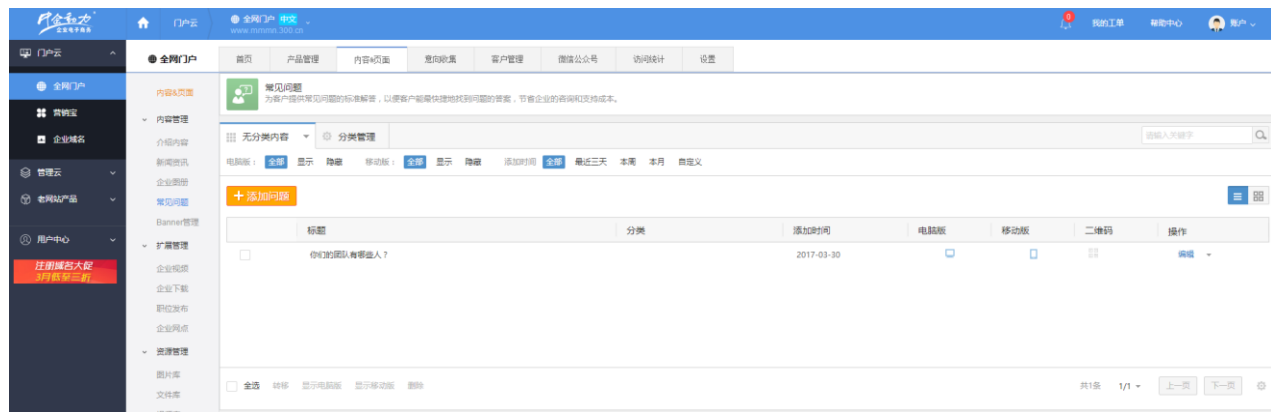 全网门户 中文
门户云
www.mmmm.300.cn
我的工单
帮助中心
账户
门户云
全网门户
营销宝
企业域名
管理云
老网站产品
用户中心
注册域名大促
3月低至三折
全网门户
内容&页面
内容管理
介绍内容
新闻资讯
企业图册
常见问题
Banner管理
扩展管理
企业视频
企业下载
职位发布
企业网点
资源管理
图片库
文件库
首页 产品管理 内容&页面 意向收集 客户管理 微信公众号 访问统计 设置
常见问题
为客户提供常见问题的标准解答，以便客户能最快捷地找到问题的答案，节省企业的咨询和支持成本。
无分类内容 分类管理 请输入关键字
电脑版： 全部 显示 隐藏 移动版： 全部 显示 隐藏 添加时间 全部 最近三天 本周 本月 自定义
添加问题
标题 分类 添加时间 电脑版 移动版 二维码 操作
你们的团队有哪些人？ 2017-03-30 编辑
全选 转移 显示电脑版 显示移动版 删除 共1条 1/1 上一页 下一页